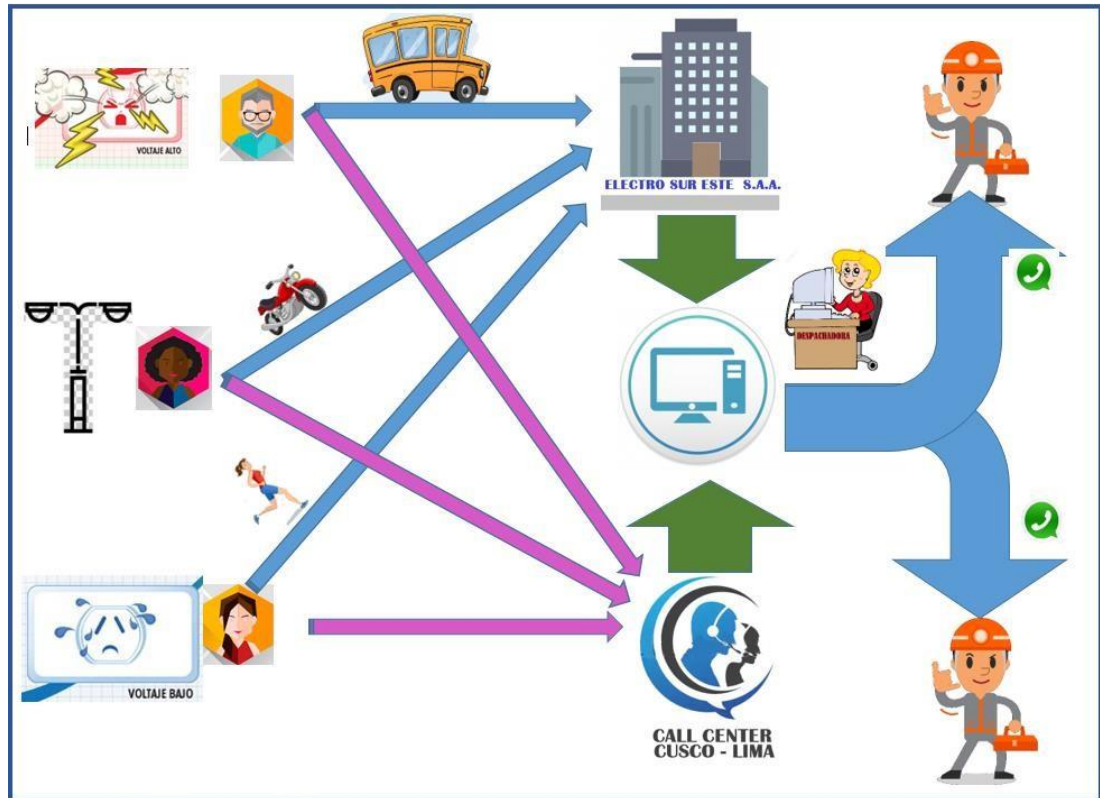 VOLTAJE ALTO
ELECTRO SUR ESTE S.A.A.
DESPACHADORA
VOLTAJE BAJO
CALL CENTER
CUSCO - LIMA